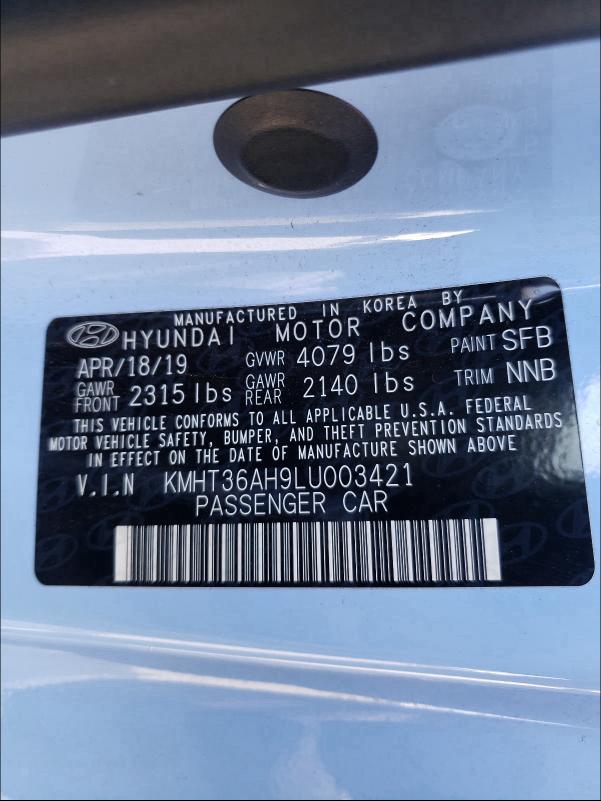 MANUFACTURED IN KOREA BY
HYUNDAI MOTOR COMPANY
APR/18/19 GVWR 4079 lbs PAINT SFB
GAWR FRONT 2315 lbs GAWR REAR 2140 lbs TRIM NNB
THIS VEHICLE CONFORMS TO ALL APPLICABLE U.S.A. FEDERAL
MOTOR VEHICLE SAFETY, BUMPER, AND THEFT PREVENTION STANDARDS
IN EFFECT ON THE DATE OF MANUFACTURE SHOWN ABOVE
V.I.N KMHT36AH9LU003421
PASSENGER CAR